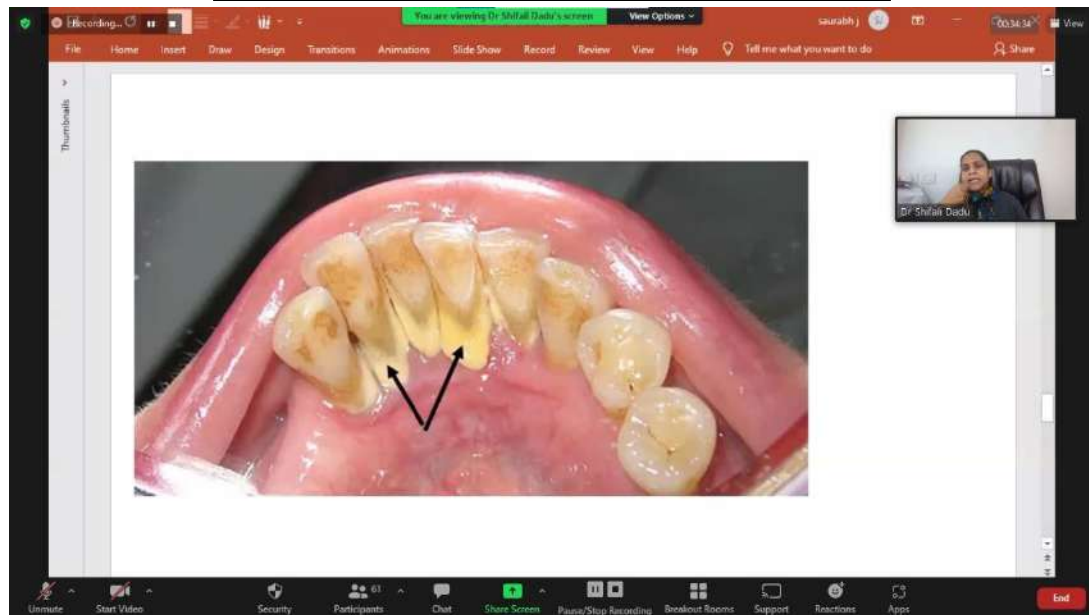 Recording...
You are viewing Dr Shifali Dadu's screen
View Options
saurabh j
00:34:34
View
File Home Insert Draw Design Transitions Animations Slide Show Record Review View Help Tell me what you want to do Share
Thumbnails
Dr Shifali Dadu
Unmute Start Video Security Participants 61 Chat Share Screen Pause/Stop Recording Breakout Rooms Support Reactions Apps End